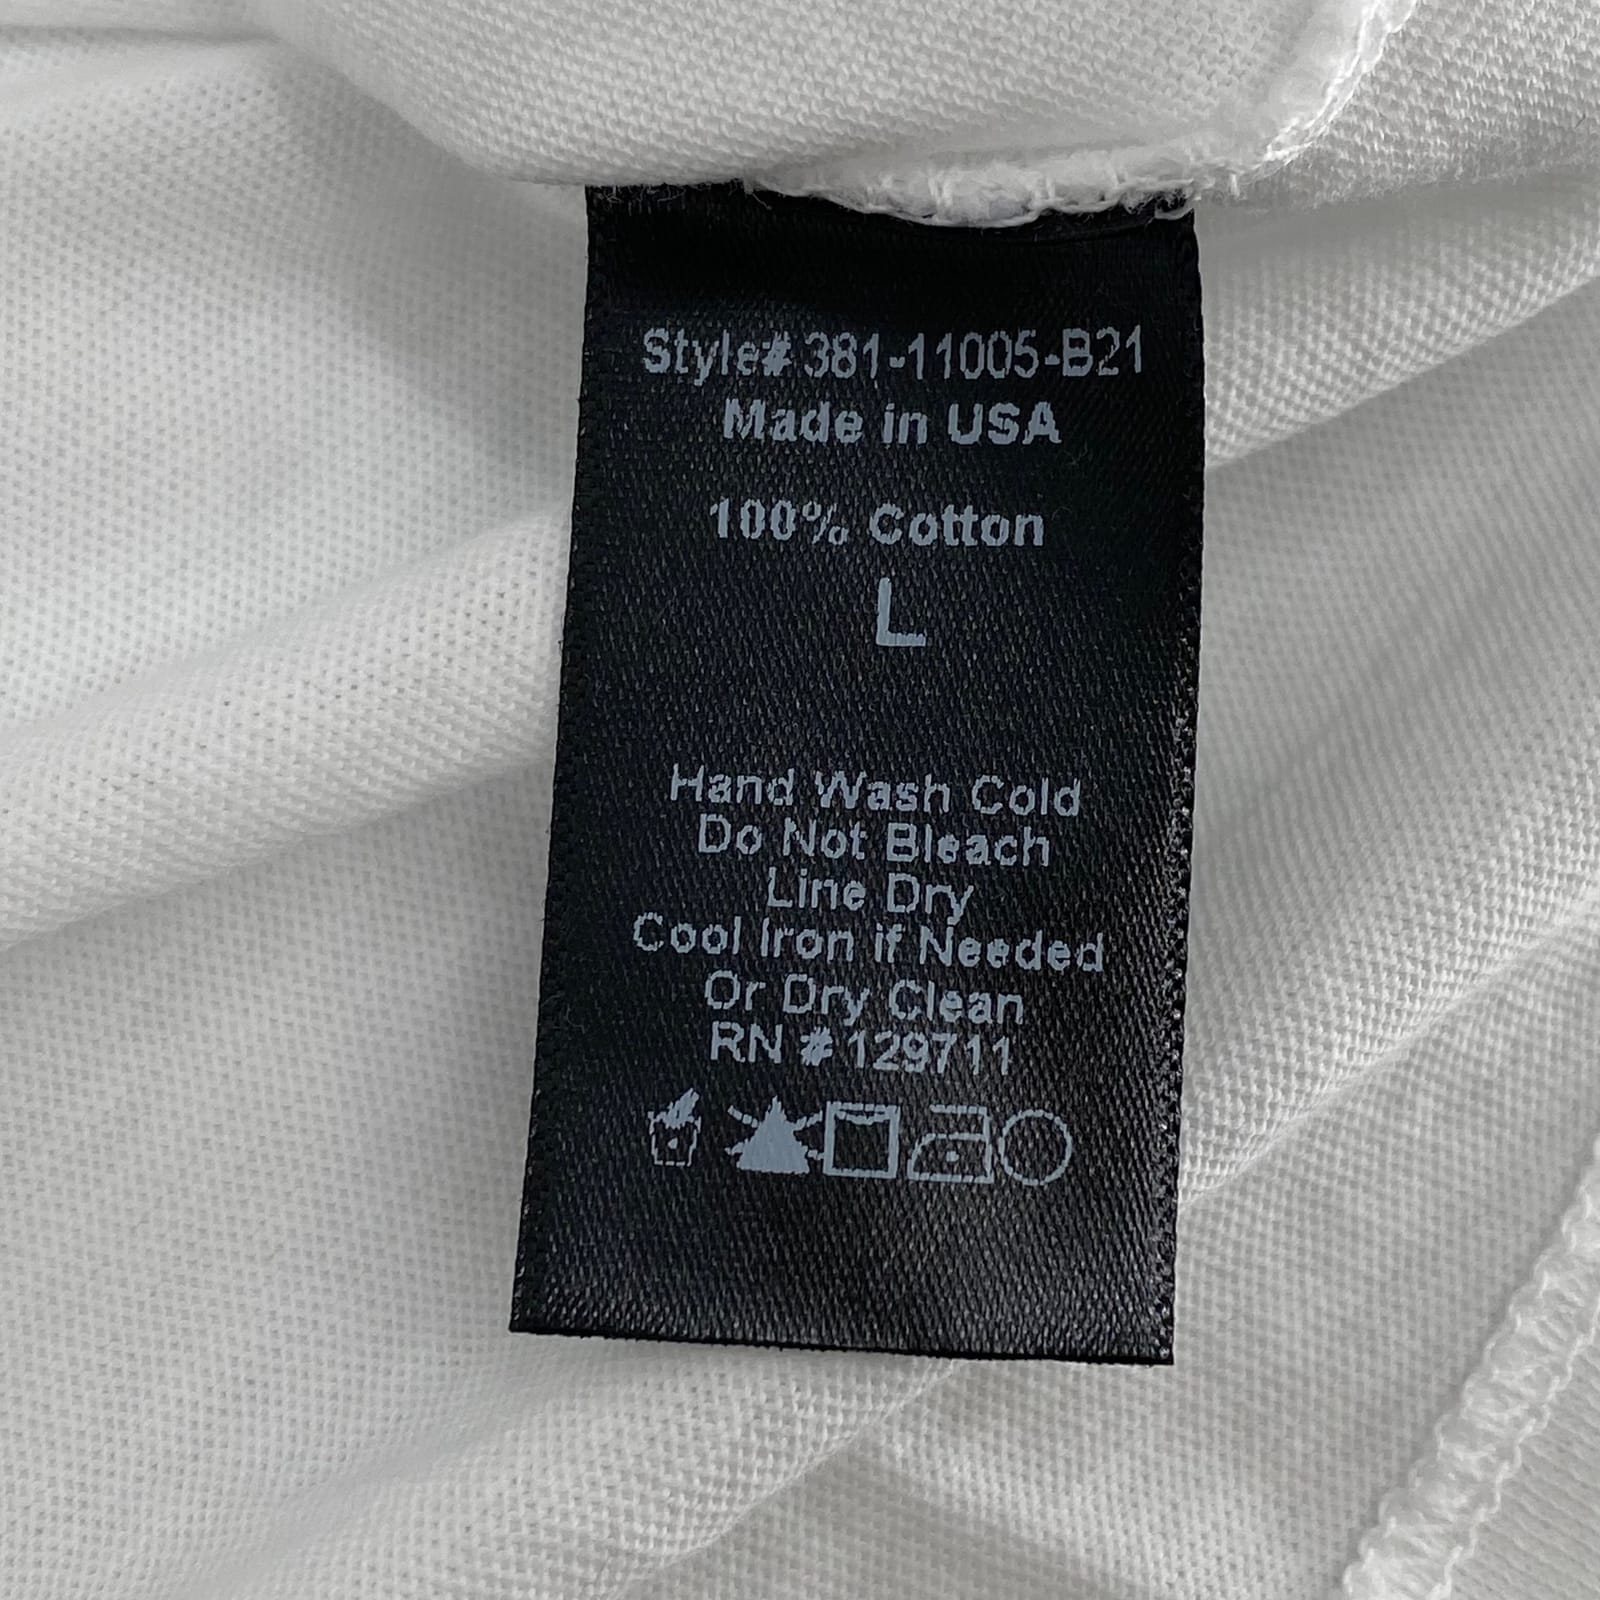 Style# 381-11005-B21
Made in USA
100% Cotton
L
Hand Wash Cold
Do Not Bleach
Line Dry
Cool Iron if Needed
Or Dry Clean
RN # 129711